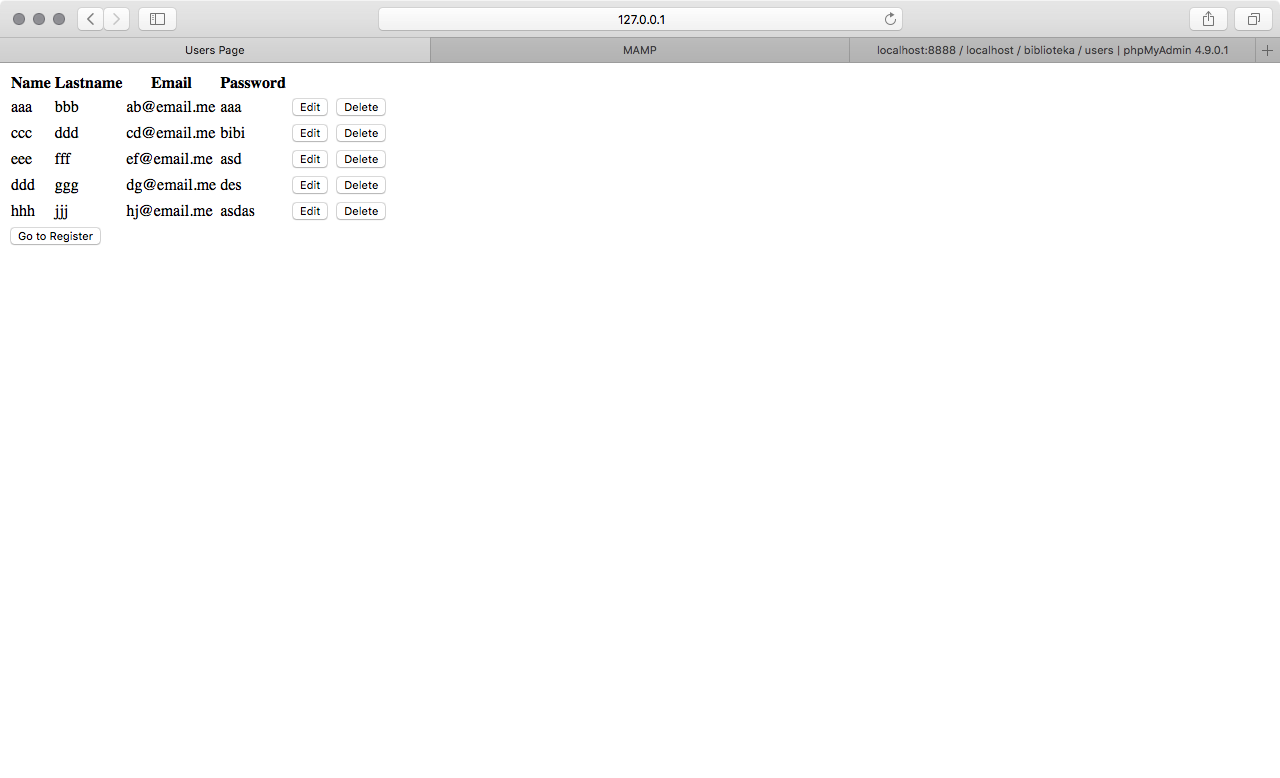 127.0.0.1
Users Page MAMP localhost:8888 / localhost / biblioteka / users | phpMyAdmin 4.9.0.1
Name Lastname Email Password
aaa bbb ab@email.me aaa Edit Delete
ccc ddd cd@email.me bibi Edit Delete
eee fff ef@email.me asd Edit Delete
ddd ggg dg@email.me des Edit Delete
hhh jjj hj@email.me asdas Edit Delete
Go to Register